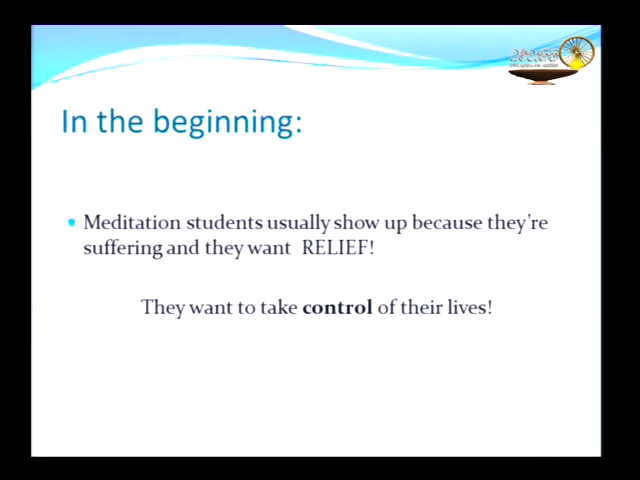 In the beginning:
Meditation students usually show up because they're
suffering and they want RELIEF!
They want to take control of their lives!